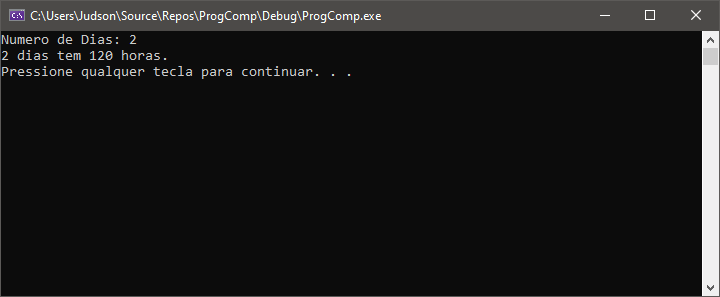 C:\Users\Judson\Source\Repos\ProgComp\Debug\ProgComp.exe
Numero de Dias: 2
2 dias tem 120 horas.
Pressione qualquer tecla para continuar. . .